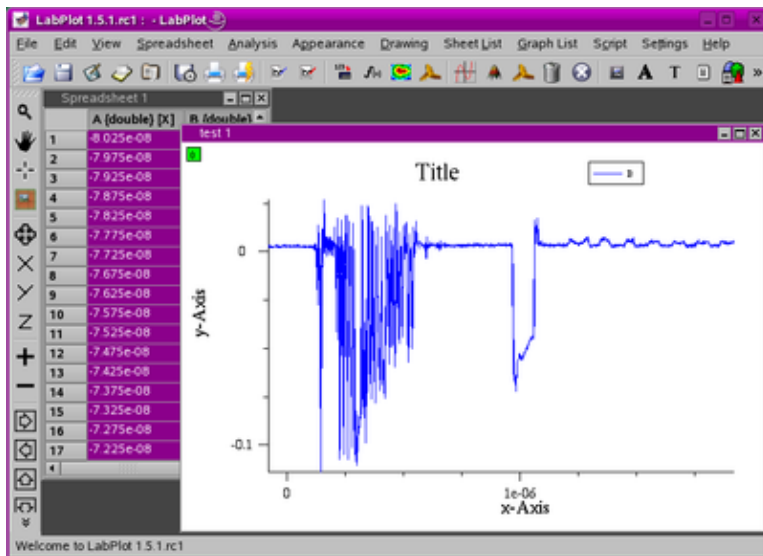 LabPlot 1.5.1.rc1 : - LabPlot
File Edit View Spreadsheet Analysis Appearance Drawing Sheet List Graph List Script Settings Help
Spreadsheet 1
A {double} [X] B {double}
test 1
1 -8.025e-08
2 -7.975e-08
3 -7.925e-08
4 -7.875e-08
5 -7.825e-08
6 -7.775e-08
7 -7.725e-08
8 -7.675e-08
9 -7.625e-08
10 -7.575e-08
11 -7.525e-08
12 -7.475e-08
13 -7.425e-08
14 -7.375e-08
15 -7.325e-08
16 -7.275e-08
17 -7.225e-08
Title
0
-0.1
y-Axis
0 1e-06
x-Axis
Welcome to LabPlot 1.5.1.rc1